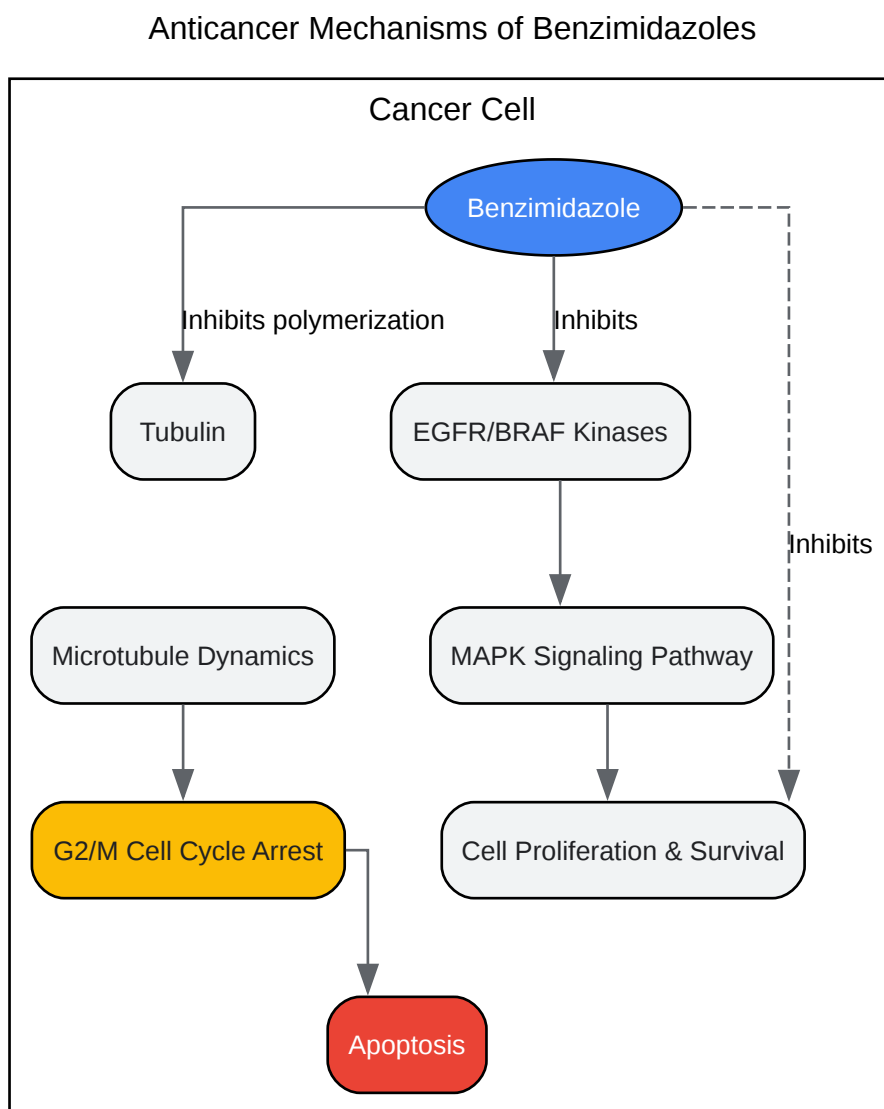 Anticancer Mechanisms of Benzimidazoles
Cancer Cell
Benzimidazole
Inhibits polymerization
Inhibits
Tubulin
EGFR/BRAF Kinases
Inhibits
Microtubule Dynamics
MAPK Signaling Pathway
G2/M Cell Cycle Arrest
Cell Proliferation & Survival
Apoptosis